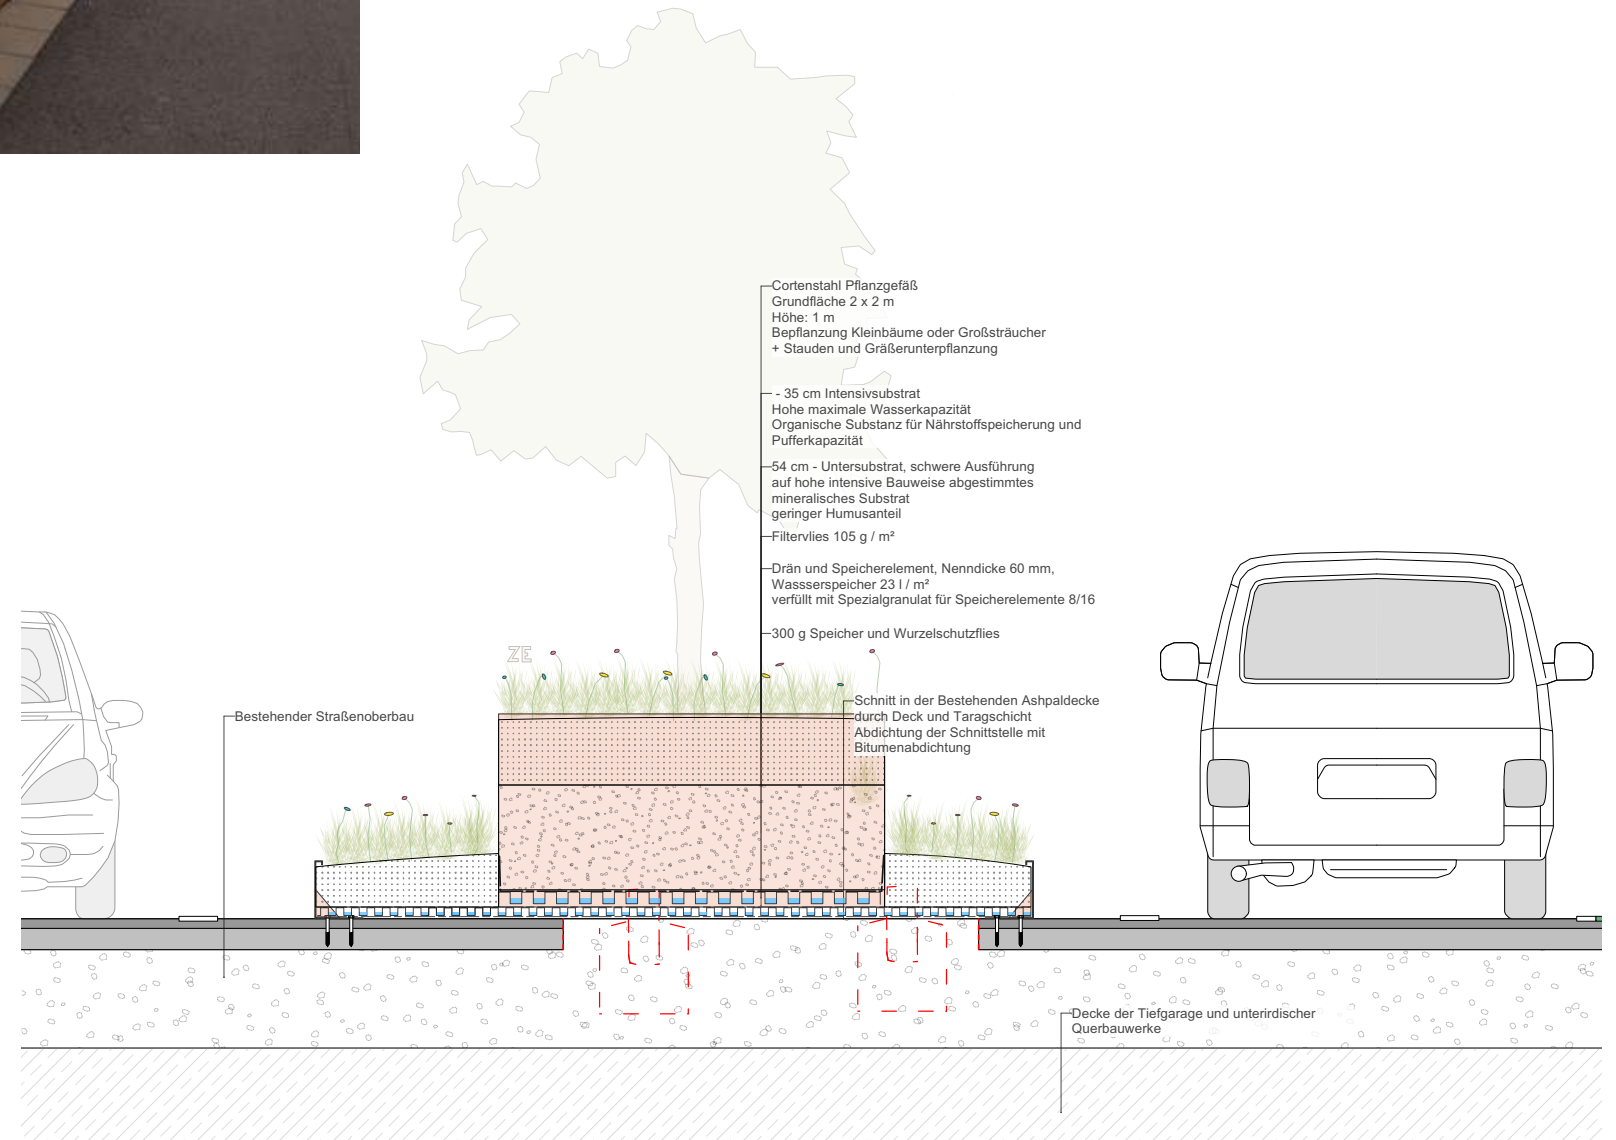 Cortenstahl Pflanzgefäß
Grundfläche 2 x 2 m
Höhe: 1 m
Bepflanzung Kleinbäume oder Großsträucher
+ Stauden und Gräßerunterpflanzung
- 35 cm Intensivsubstrat
Hohe maximale Wasserkapazität
Organische Substanz für Nährstoffspeicherung und
Pufferkapazität
54 cm - Untersubstrat, schwere Ausführung
auf hohe intensive Bauweise abgestimmtes
mineralisches Substrat
geringer Humusanteil
Filtervlies 105 g / m²
Drän und Speicherelement, Nenndicke 60 mm,
Wassserspeicher 23 l / m²
verfüllt mit Spezialgranulat für Speicherelemente 8/16
300 g Speicher und Wurzelschutzflies
ZE
Schnitt in der Bestehenden Ashpaldecke
durch Deck und Taragschicht
Abdichtung der Schnittstelle mit
Bitumenabdichtung
Bestehender Straßenoberbau
Decke der Tiefgarage und unterirdischer
Querbauwerke